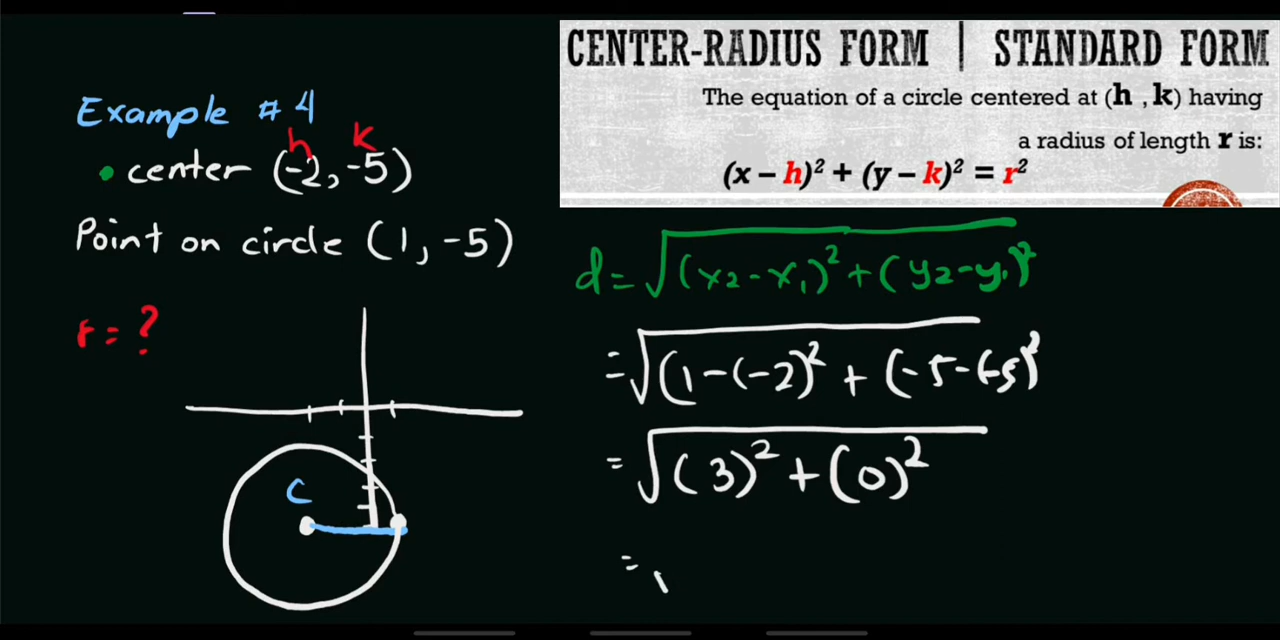 CENTER-RADIUS FORM | STANDARD FORM
The equation of a circle centered at (h , k) having
a radius of length r is:
(x – h)² + (y – k)² = r²
Example # 4
h k
• center (-2, -5)
Point on circle (1, -5)
r = ?
C
d = √(x2 - x1)² + (y2 - y1)²
= √(1 - (-2)² + (-5 - (-5)²
= √(3)² + (0)²
=